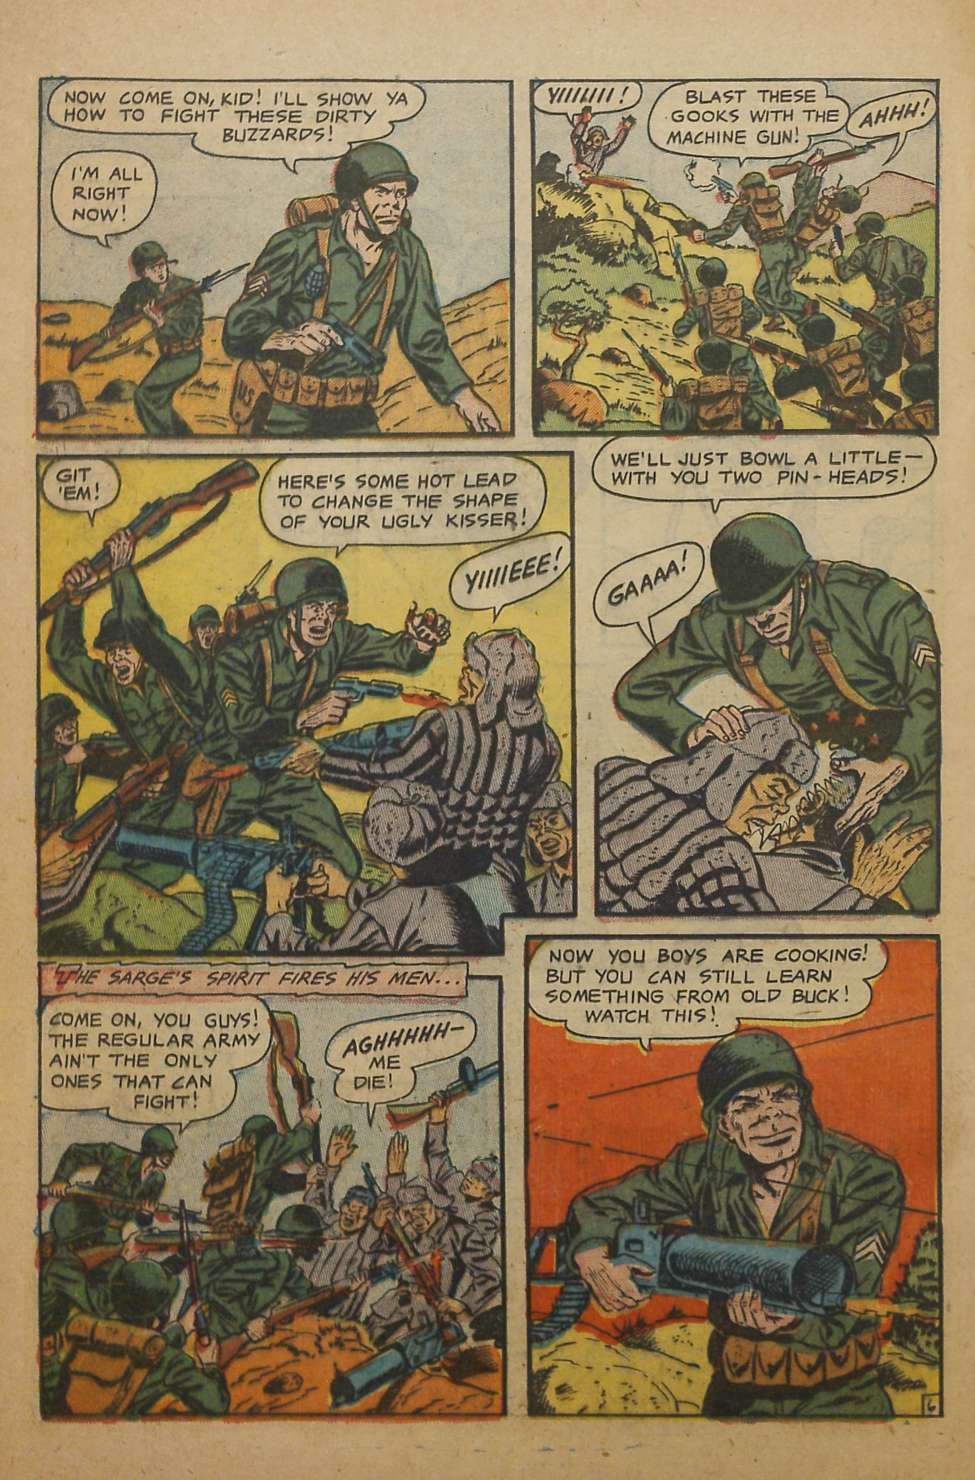 NOW COME ON, KID! I'LL SHOW YA
HOW TO FIGHT THESE DIRTY
BUZZARDS!
I'M ALL
RIGHT
NOW!
YIIIIIII!
BLAST THESE
GOOKS WITH THE
MACHINE GUN!
AHHH!
GIT
'EM!
HERE'S SOME HOT LEAD
TO CHANGE THE SHAPE
OF YOUR UGLY KISSER!
YIIIIEEE!
WE'LL JUST BOWL A LITTLE—
WITH YOU TWO PIN-HEADS!
GAAAA!
THE SARGE'S SPIRIT FIRES HIS MEN...
COME ON, YOU GUYS!
THE REGULAR ARMY
AIN'T THE ONLY
ONES THAT CAN
FIGHT!
AGHHHHH—
ME
DIE!
NOW YOU BOYS ARE COOKING!
BUT YOU CAN STILL LEARN
SOMETHING FROM OLD BUCK!
WATCH THIS!
US
6